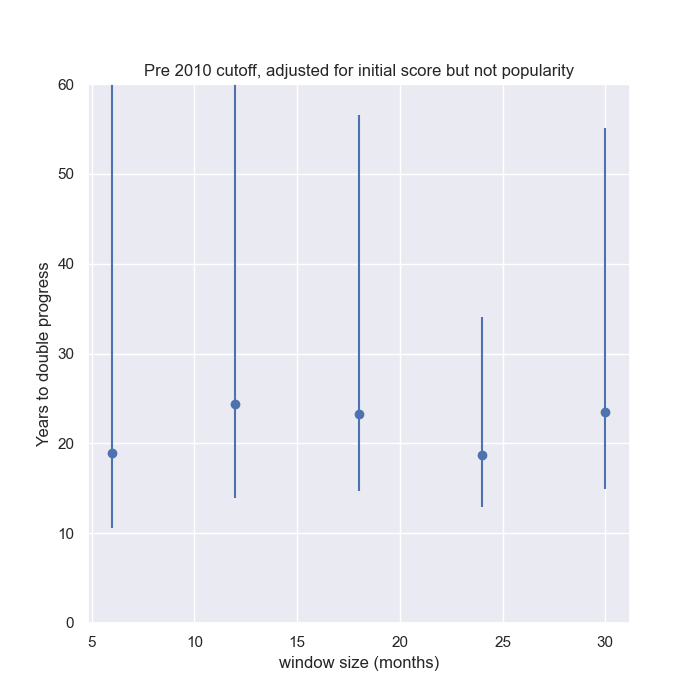 Pre 2010 cutoff, adjusted for initial score but not popularity
60
50
40
30
20
10
0
Years to double progress
5 10 15 20 25 30
window size (months)